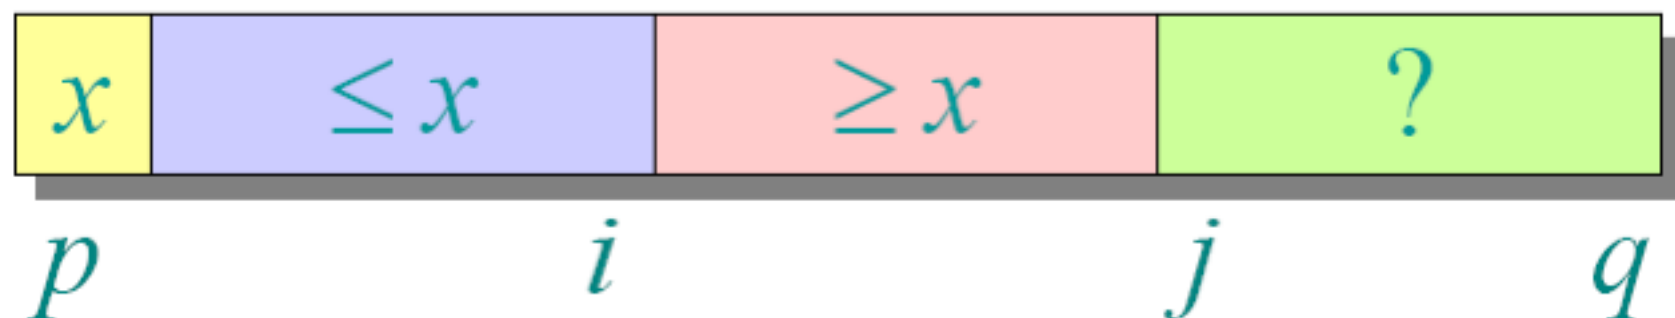 x ≤ x ≥ x ?
p i j q